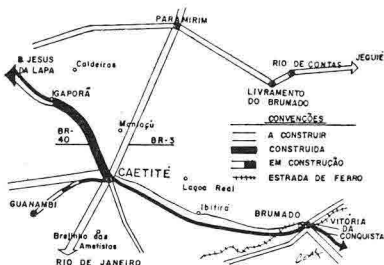 PARAMIRIM
B. JESUS
DA LAPA
Caldeiras
RIO DE CONTAS
JEQUIÉ
LIVRAMENTO
DO BRUMADO
IGAPORÃ
Maniaçú
BR-
40
BR-3
CONVENÇÕES
A CONSTRUIR
CONSTRUIDA
EM CONSTRUÇÃO
ESTRADA DE FERRO
CAETITÉ
Lagoa Real
GUANAMBI
Ibitirá
BRUMADO
VITÓRIA
DA
CONQUISTA
Brejinho das
Ametistas
RIO DE JANEIRO